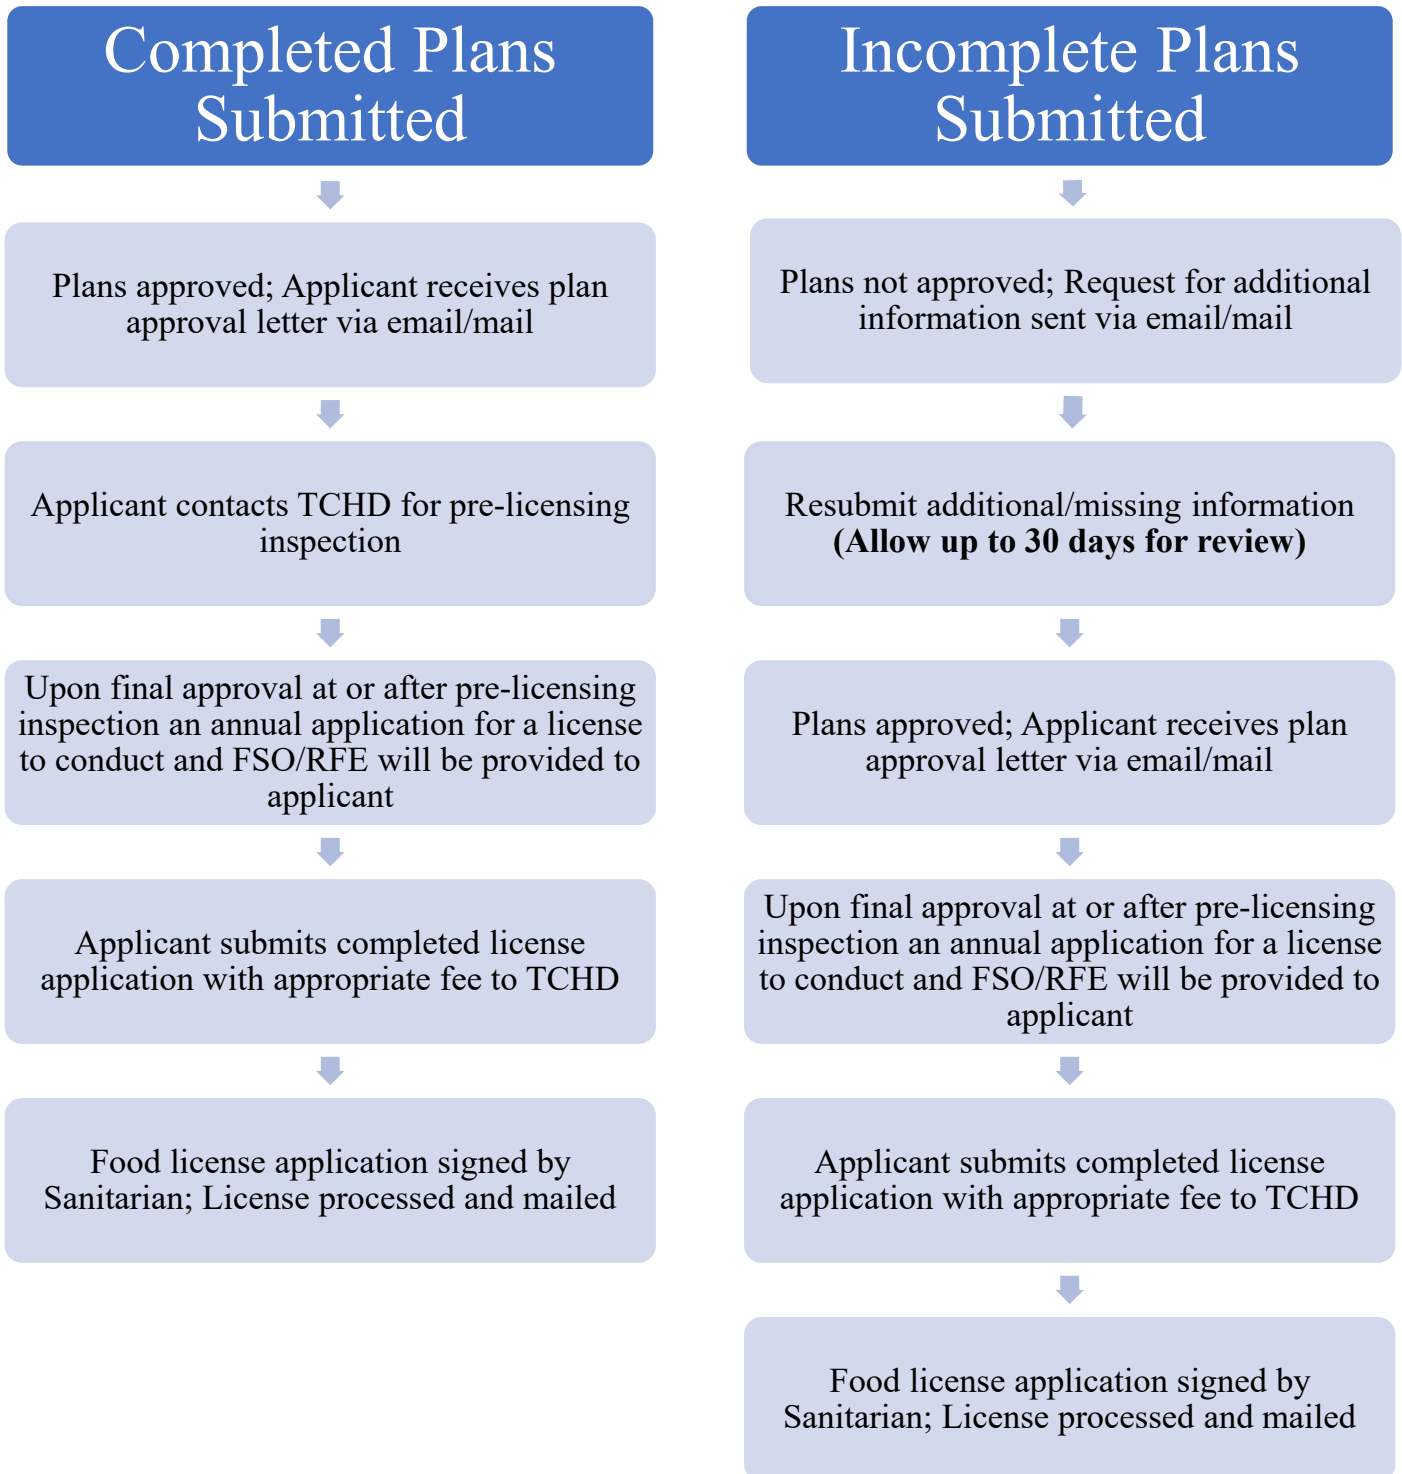 Completed Plans
Submitted
Plans approved; Applicant receives plan
approval letter via email/mail
Applicant contacts TCHD for pre-licensing
inspection
Upon final approval at or after pre-licensing
inspection an annual application for a license
to conduct and FSO/RFE will be provided to
applicant
Applicant submits completed license
application with appropriate fee to TCHD
Food license application signed by
Sanitarian; License processed and mailed
Incomplete Plans
Submitted
Plans not approved; Request for additional
information sent via email/mail
Resubmit additional/missing information
(Allow up to 30 days for review)
Plans approved; Applicant receives plan
approval letter via email/mail
Upon final approval at or after pre-licensing
inspection an annual application for a license
to conduct and FSO/RFE will be provided to
applicant
Applicant submits completed license
application with appropriate fee to TCHD
Food license application signed by
Sanitarian; License processed and mailed